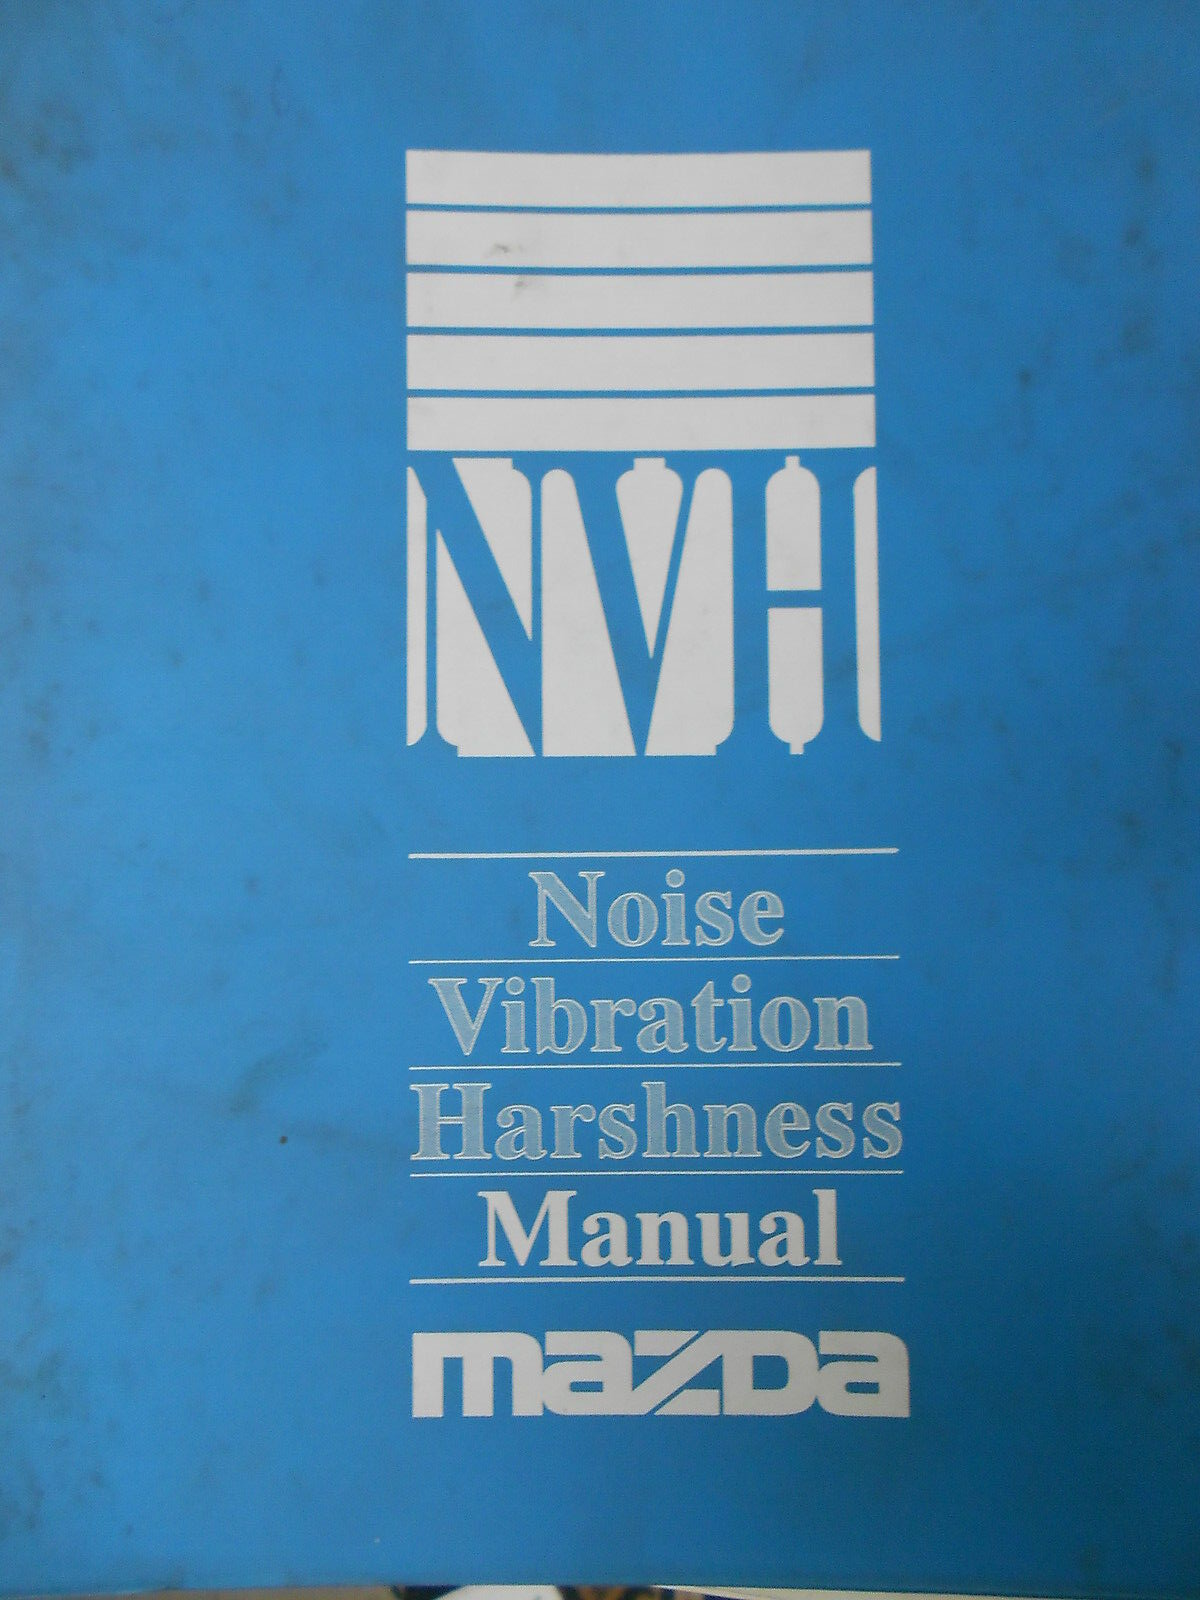 NVH
Noise
Vibration
Harshness
Manual
mazda